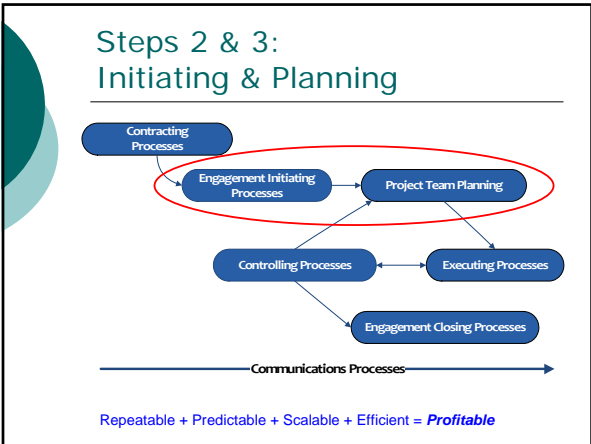 Steps 2 & 3:
Initiating & Planning
Contracting
Processes
Engagement Initiating
Processes
Project Team Planning
Controlling Processes
Executing Processes
Engagement Closing Processes
Communications Processes
Repeatable + Predictable + Scalable + Efficient = Profitable